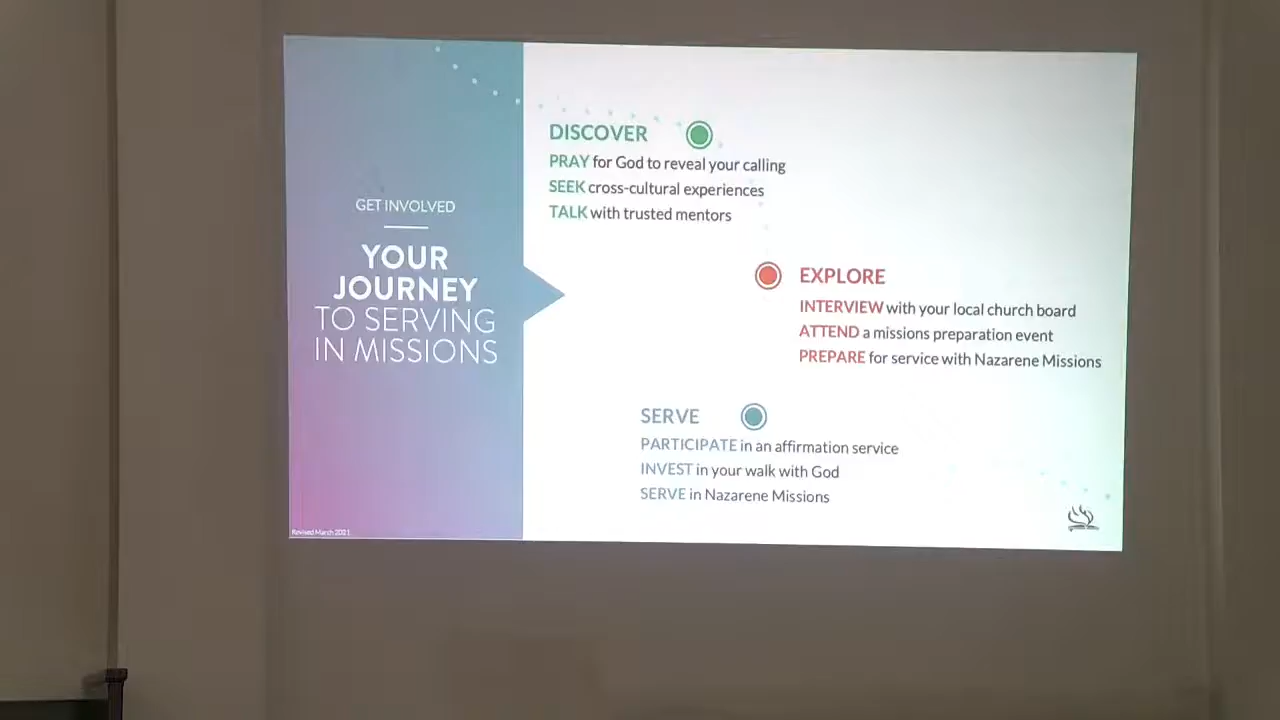 GET INVOLVED
YOUR
JOURNEY
TO SERVING
IN MISSIONS
Revised March 2021
DISCOVER
PRAY for God to reveal your calling
SEEK cross-cultural experiences
TALK with trusted mentors
EXPLORE
INTERVIEW with your local church board
ATTEND a missions preparation event
PREPARE for service with Nazarene Missions
SERVE
PARTICIPATE in an affirmation service
INVEST in your walk with God
SERVE in Nazarene Missions